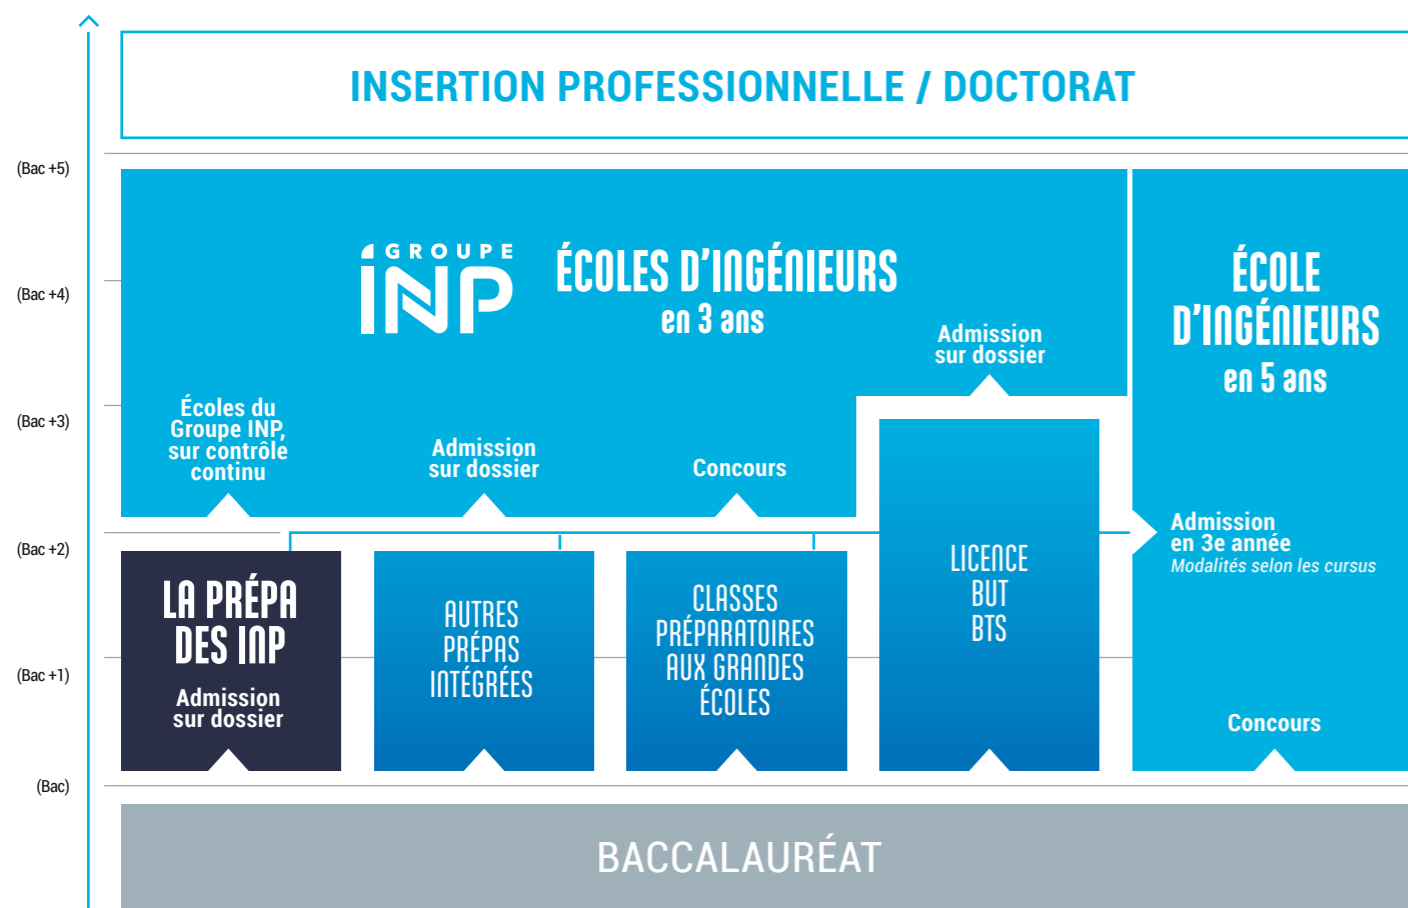 INSERTION PROFESSIONNELLE / DOCTORAT
(Bac +5)
GROUPE
INP
ÉCOLES D'INGÉNIEURS
en 3 ans
ÉCOLE
D'INGÉNIEURS
en 5 ans
(Bac +4)
Admission
sur dossier
(Bac +3)
Écoles du
Groupe INP,
sur contrôle
continu
Admission
sur dossier
Concours
Admission
en 3e année
Modalités selon les cursus
(Bac +2)
LA PRÉPA
DES INP
Admission
sur dossier
AUTRES
PRÉPAS
INTÉGRÉES
CLASSES
PRÉPARATOIRES
AUX GRANDES
ÉCOLES
LICENCE
BUT
BTS
(Bac +1)
Concours
(Bac)
BACCALAURÉAT